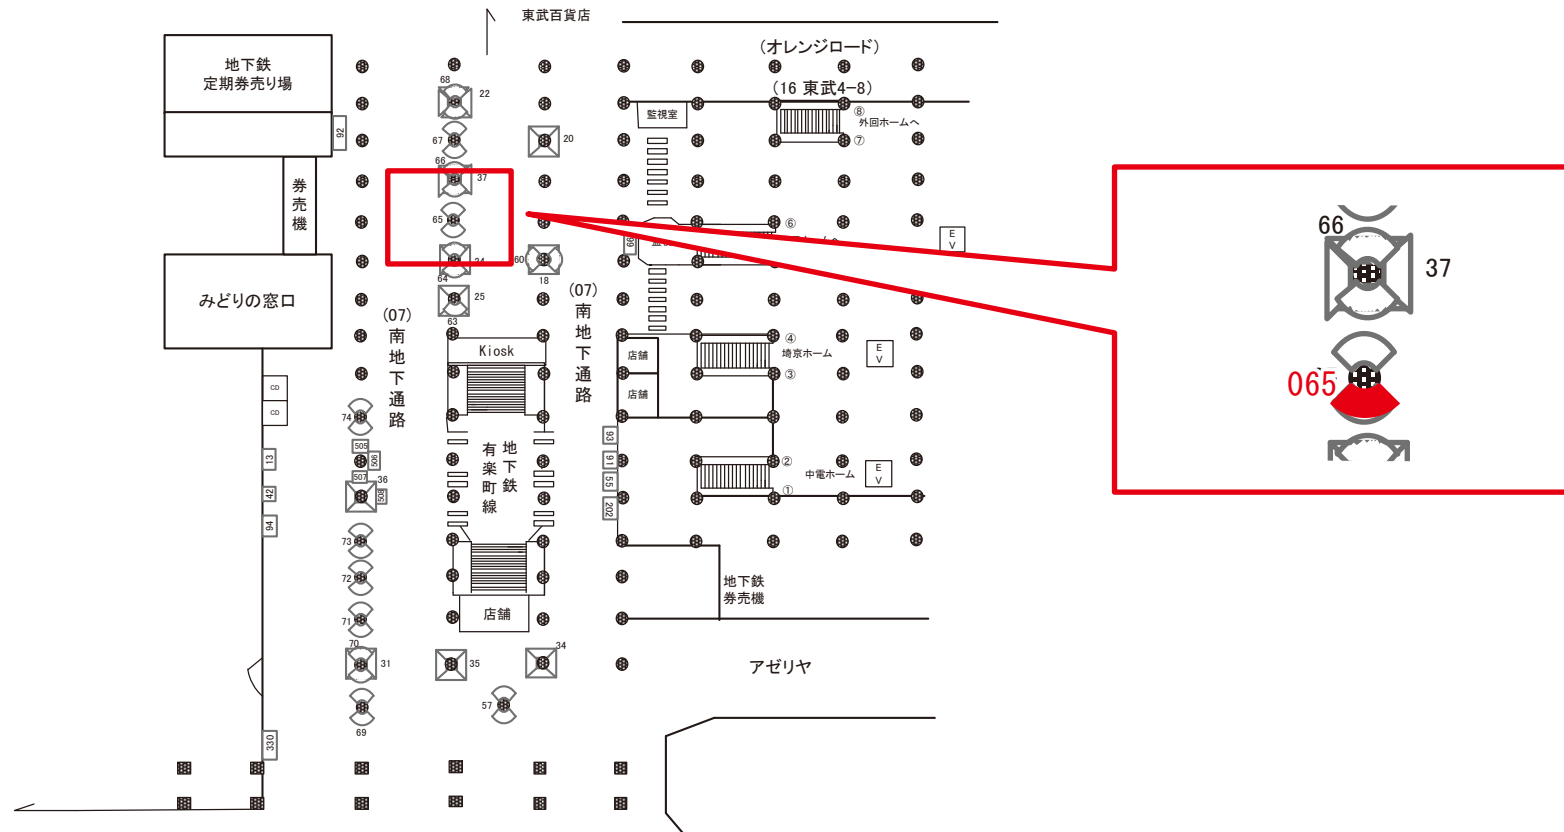 東武百貨店
(オレンジロード)
地下鉄
定期券売り場
68
22
(16 東武4-8)
監視室
⑧
外回ホームへ
92
67
20
⑦
66
37
券売機
65
⑥
66
37
E
V
24
60
64
18
みどりの窓口
25
(07)
南地下通路
(07)
南地下通路
63
④
Kiosk
店舗
埼京ホーム
E
V
③
065
CD
店舗
CD
74
93
505
地下鉄
有楽町線
13
506
91
②
507
36
55
中電ホーム
E
V
42
508
①
202
94
73
72
地下鉄
券売機
71
店舗
70
34
31
35
アゼリヤ
57
69
330